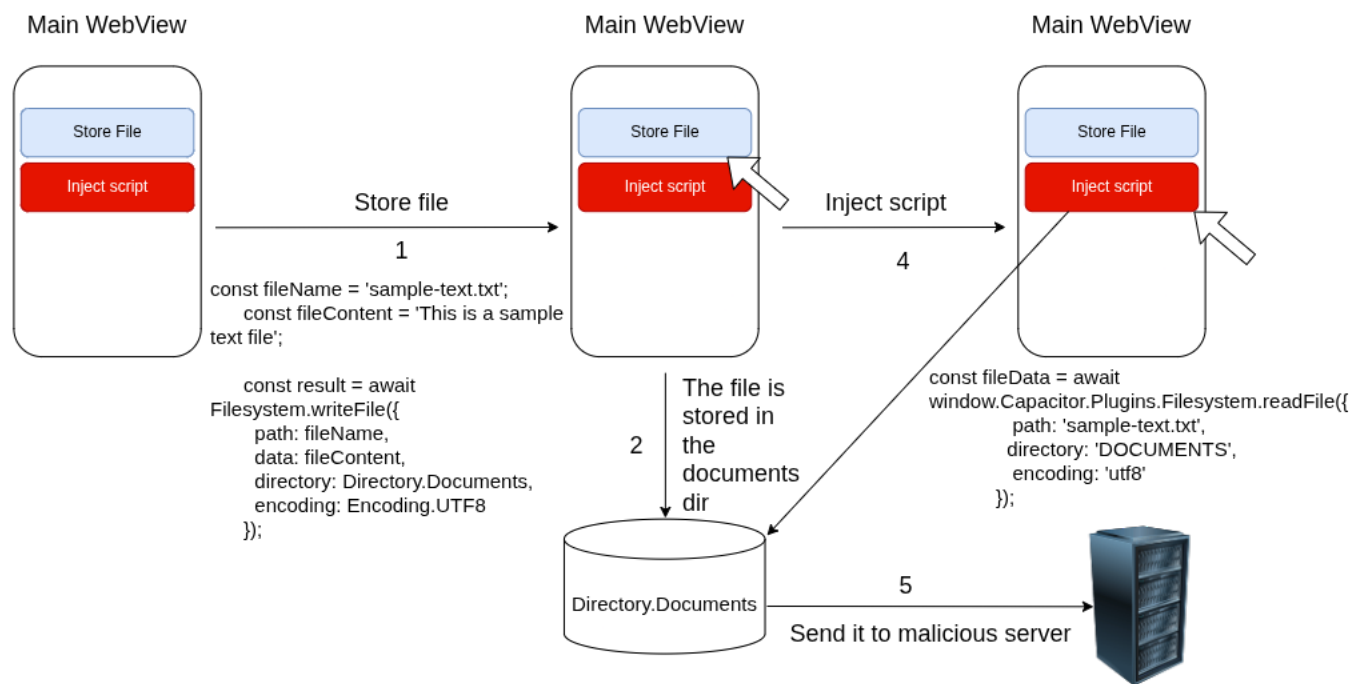 Main WebView
Main WebView
Main WebView
Store File
Inject script
Store File
Inject script
Store File
Inject script
Store file
1
const fileName = 'sample-text.txt';
const fileContent = 'This is a sample
text file';
const result = await
Filesystem.writeFile({
path: fileName,
data: fileContent,
directory: Directory.Documents,
encoding: Encoding.UTF8
});
2
The file is
stored in
the
documents
dir
Inject script
4
const fileData = await
window.Capacitor.Plugins.Filesystem.readFile({
path: 'sample-text.txt',
directory: 'DOCUMENTS',
encoding: 'utf8'
});
Directory.Documents
5
Send it to malicious server